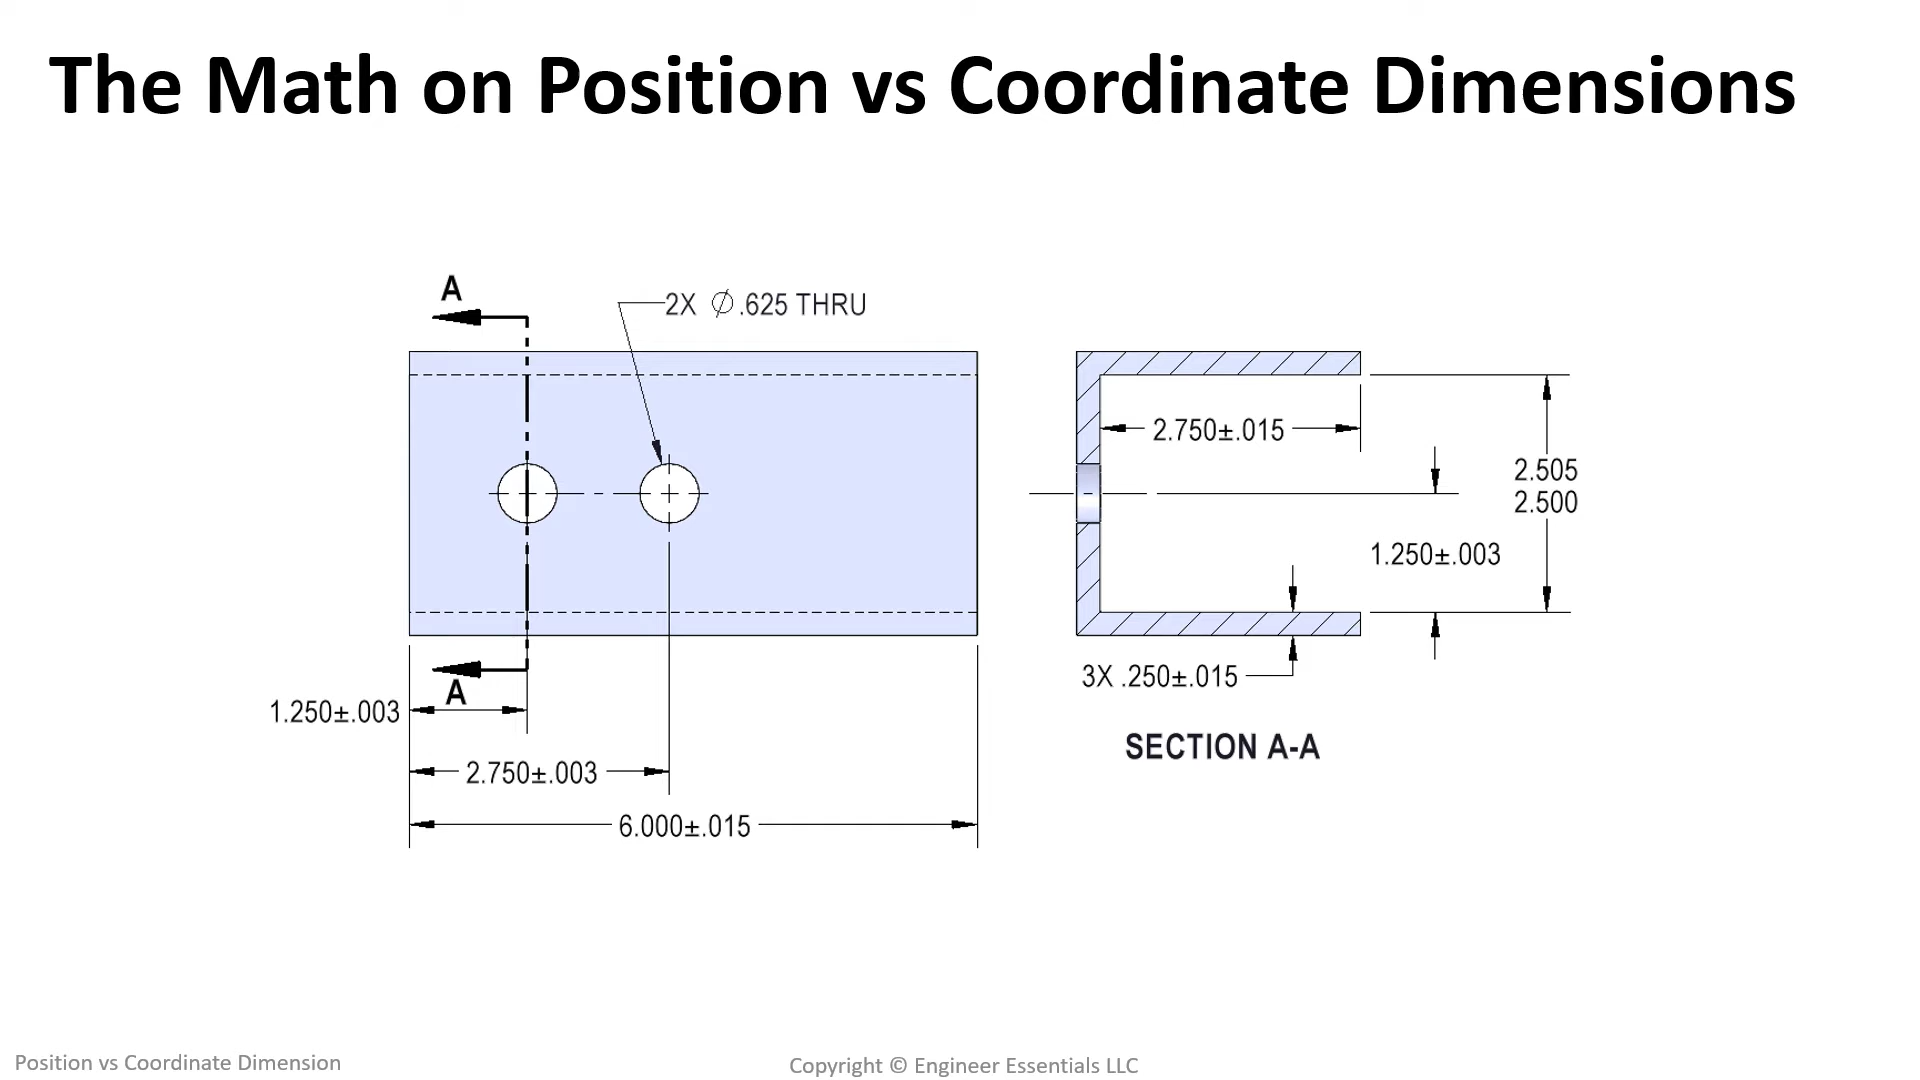 The Math on Position vs Coordinate Dimensions
A
2X ∅ .625 THRU
2.750±.015
2.505
2.500
1.250±.003
3X .250±.015
A
1.250±.003
SECTION A-A
2.750±.003
6.000±.015
Position vs Coordinate Dimension
Copyright © Engineer Essentials LLC